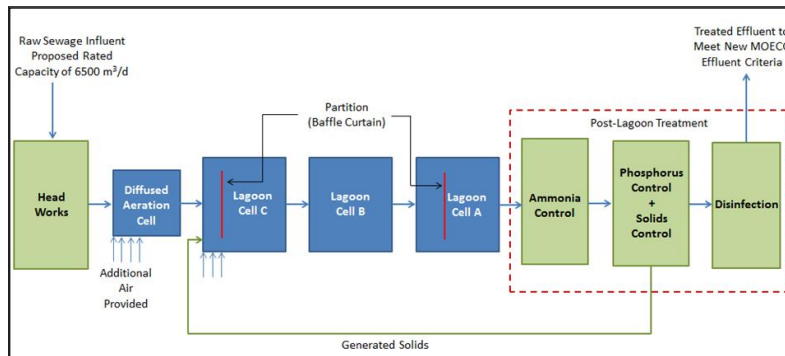 Raw Sewage Influent
Proposed Rated
Capacity of 6500 m³/d
Treated Effluent to
Meet New MOECC
Effluent Criteria
Partition
(Baffle Curtain)
Post-Lagoon Treatment
Head
Works
Diffused
Aeration
Cell
Lagoon
Cell C
Lagoon
Cell B
Lagoon
Cell A
Ammonia
Control
Phosphorus
Control
+
Solids
Control
Disinfection
Additional
Air
Provided
Generated Solids